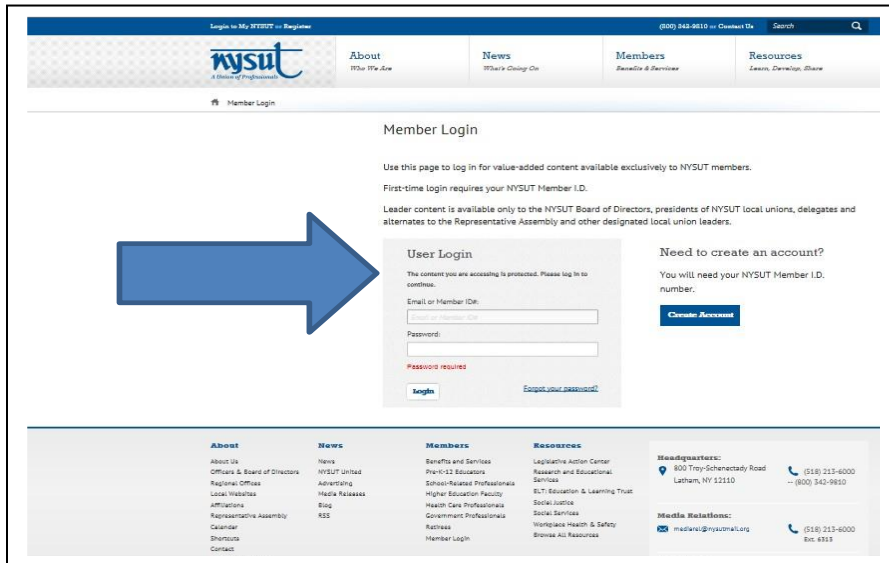 Login to My NYSUT or Register
(800) 342-9810 or Contact Us
Search
nysut
A Union of Professionals
About
Who We Are
News
What's Going On
Members
Benefits & Services
Resources
Learn, Develop, Share
Member Login
Member Login
Use this page to log in for value-added content available exclusively to NYSUT members.
First-time login requires your NYSUT Member I.D.
Leader content is available only to the NYSUT Board of Directors, presidents of NYSUT local unions, delegates and
alternates to the Representative Assembly and other designated local union leaders.
User Login
The content you are accessing is protected. Please log in to
continue.
Email or Member ID#:
Email or Member ID#
Password:
Password required
Login
Forgot your password?
Need to create an account?
You will need your NYSUT Member I.D.
number.
Create Account
About
About Us
Officers & Board of Directors
Regional Offices
Local Websites
Affiliations
Representative Assembly
Calendar
Shortcuts
Contact
News
News
NYSUT United
Advertising
Media Releases
Blog
RSS
Members
Benefits and Services
Pre-K-12 Educators
School-Related Professionals
Higher Education Faculty
Health Care Professionals
Government Professionals
Retirees
Member Login
Resources
Legislative Action Center
Research and Educational
Services
ELT: Education & Learning Trust
Social Justice
Social Services
Workplace Health & Safety
Browse All Resources
Headquarters:
800 Troy-Schenectady Road
Latham, NY 12110
(518) 213-6000
-- (800) 342-9810
Media Relations:
mediarel@nysutmail.org
(518) 213-6000
Ext. 6313